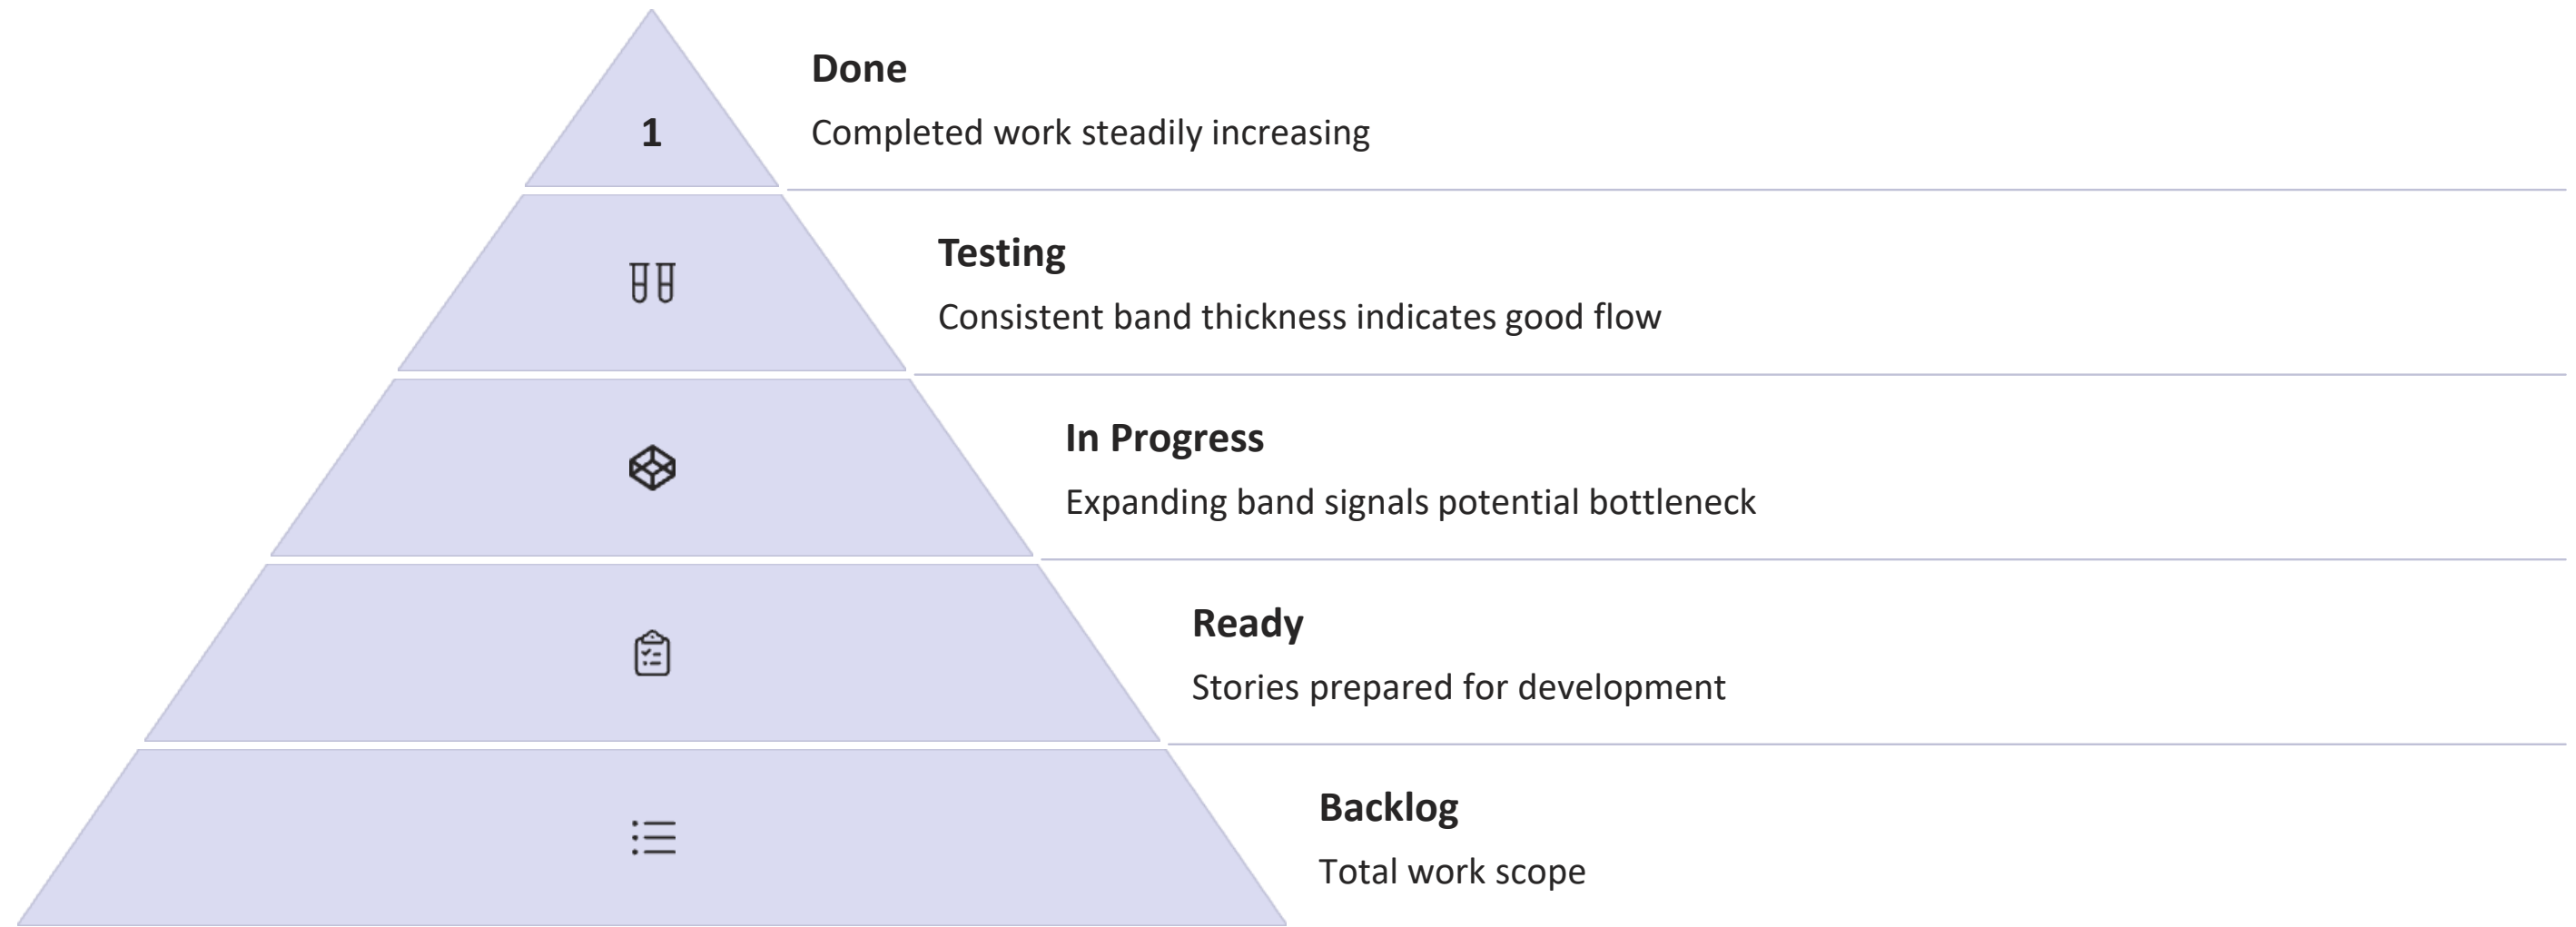 Done
1
Completed work steadily increasing
Testing
Consistent band thickness indicates good flow
In Progress
Expanding band signals potential bottleneck
Ready
Stories prepared for development
Backlog
Total work scope